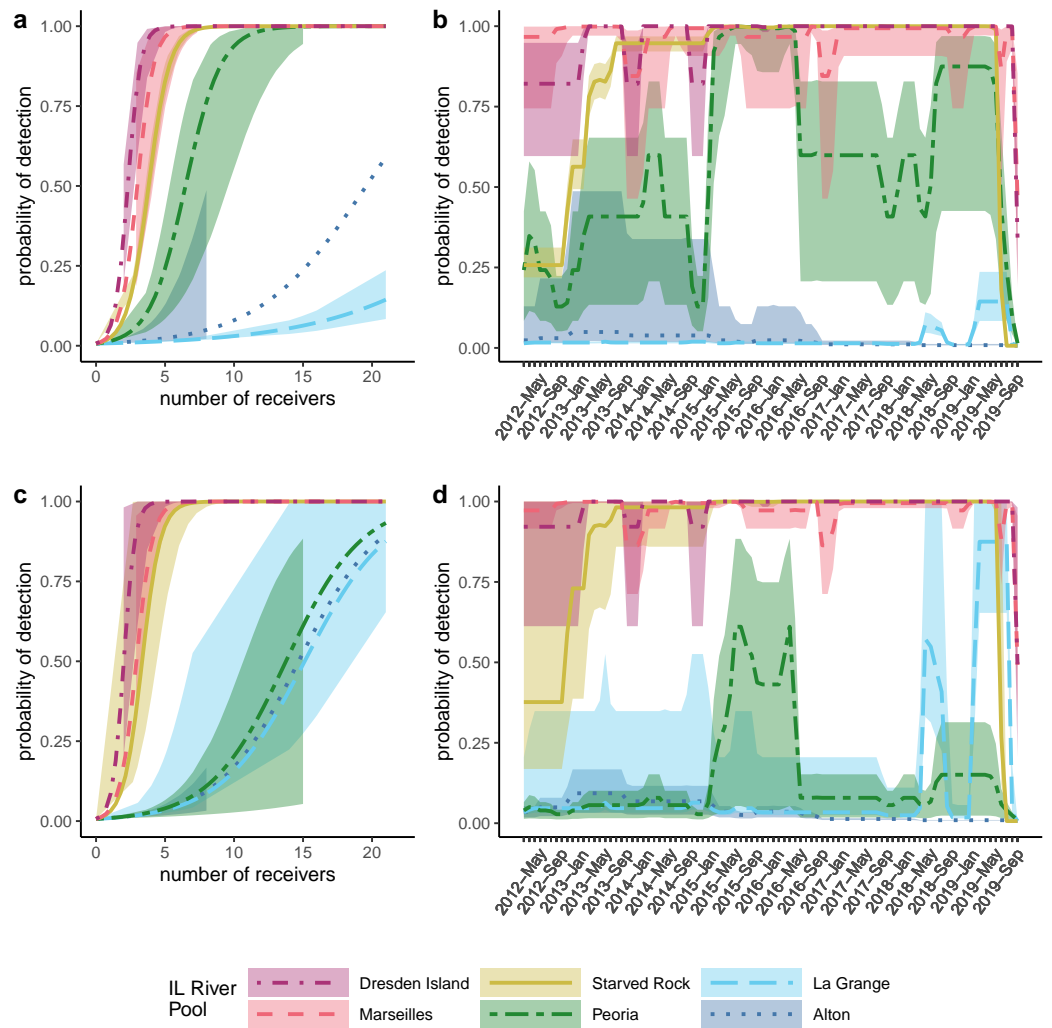 a
probability of detection
1.00
0.75
0.50
0.25
0.00
0 5 10 15 20
number of receivers
b
probability of detection
1.00
0.75
0.50
0.25
0.00
2012–May
2012–Sep
2013–Jan
2013–May
2013–Sep
2014–Jan
2014–May
2014–Sep
2015–Jan
2015–May
2015–Sep
2016–Jan
2016–May
2016–Sep
2017–Jan
2017–May
2017–Sep
2018–Jan
2018–May
2018–Sep
2019–Jan
2019–May
2019–Sep
c
probability of detection
1.00
0.75
0.50
0.25
0.00
0 5 10 15 20
number of receivers
d
probability of detection
1.00
0.75
0.50
0.25
0.00
2012–May
2012–Sep
2013–Jan
2013–May
2013–Sep
2014–Jan
2014–May
2014–Sep
2015–Jan
2015–May
2015–Sep
2016–Jan
2016–May
2016–Sep
2017–Jan
2017–May
2017–Sep
2018–Jan
2018–May
2018–Sep
2019–Jan
2019–May
2019–Sep
IL River
Pool
Dresden Island
Marseilles
Starved Rock
Peoria
La Grange
Alton